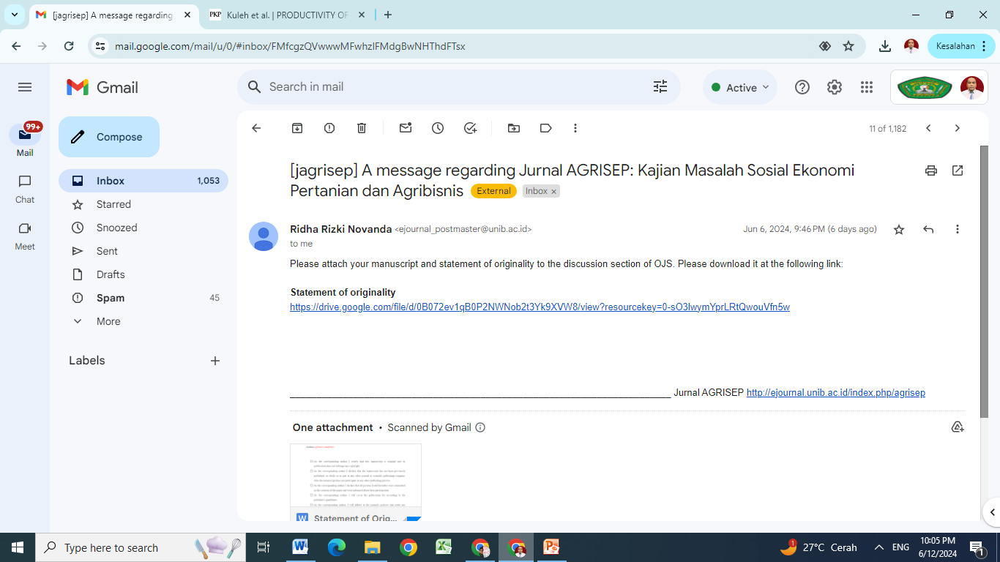 [jagrisep] A message regarding
Kuleh et al. | PRODUCTIVITY OF
mail.google.com/mail/u/0/#inbox/FMfcgzQVwwwMFwhzlFMdgBwNHThdFTsx
Kesalahan
Gmail
Search in mail
Active
99+
Mail
Compose
11 of 1,182
Chat
Meet
Inbox 1,053
Starred
Snoozed
Sent
Drafts
Spam 45
More
Labels
[jagrisep] A message regarding Jurnal AGRISEP: Kajian Masalah Sosial Ekonomi
Pertanian dan Agribisnis External Inbox ×
Ridha Rizki Novanda <ejournal_postmaster@unib.ac.id> Jun 6, 2024, 9:46 PM (6 days ago)
to me
Please attach your manuscript and statement of originality to the discussion section of OJS. Please download it at the following link:
Statement of originality
https://drive.google.com/file/d/0B072ev1qB0P2NWNob2t3Yk9XVW8/view?resourcekey=0-sO3IwymYprLRtQwouVfn5w
Jurnal AGRISEP http://ejournal.unib.ac.id/index.php/agrisep
One attachment • Scanned by Gmail
Statement of Orig...
Type here to search
27°C Cerah
ENG
10:05 PM
6/12/2024